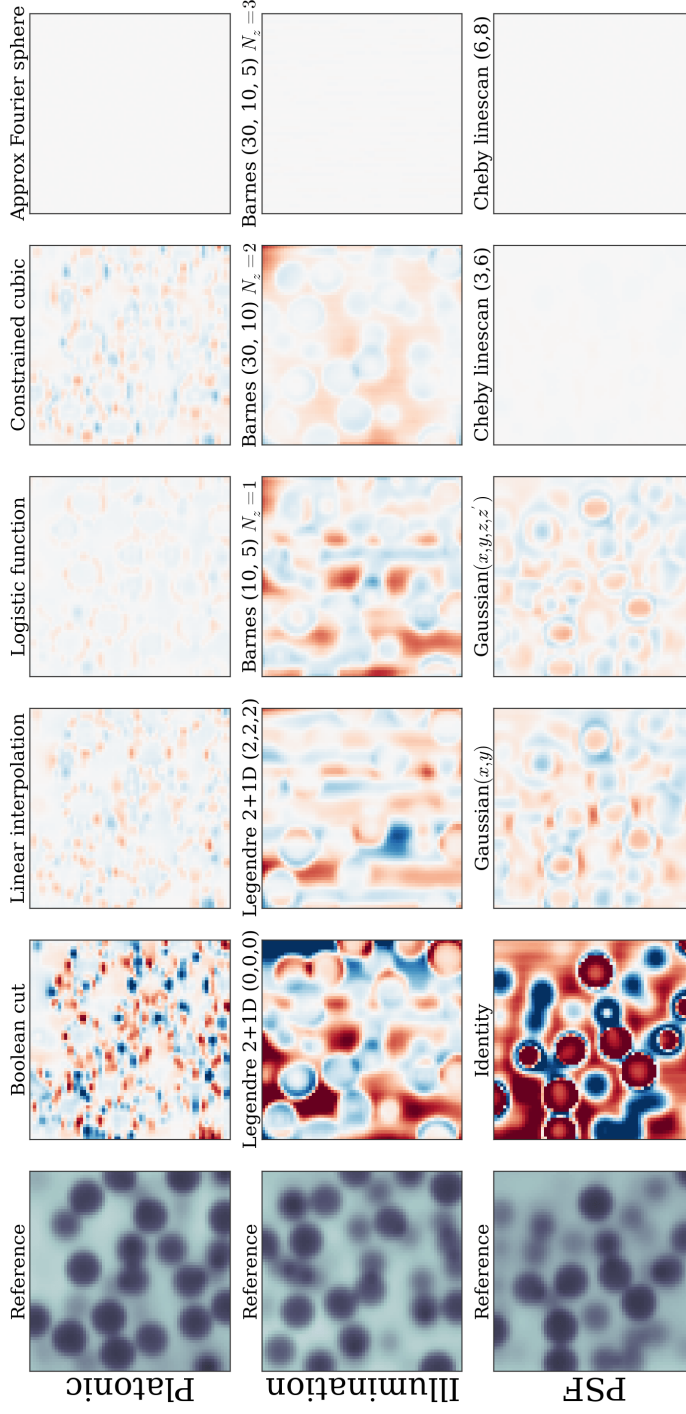 Platonic
Reference
Boolean cut
Linear interpolation
Logistic function
Constrained cubic
Approx Fourier sphere
Illumination
Reference
Legendre 2+1D (0,0,0)
Legendre 2+1D (2,2,2)
Barnes (10, 5) N_z=1
Barnes (30, 10) N_z=2
Barnes (30, 10, 5) N_z=3
PSF
Reference
Identity
Gaussian(x,y)
Gaussian(x,y,z,z′)
Cheby linescan (3,6)
Cheby linescan (6,8)